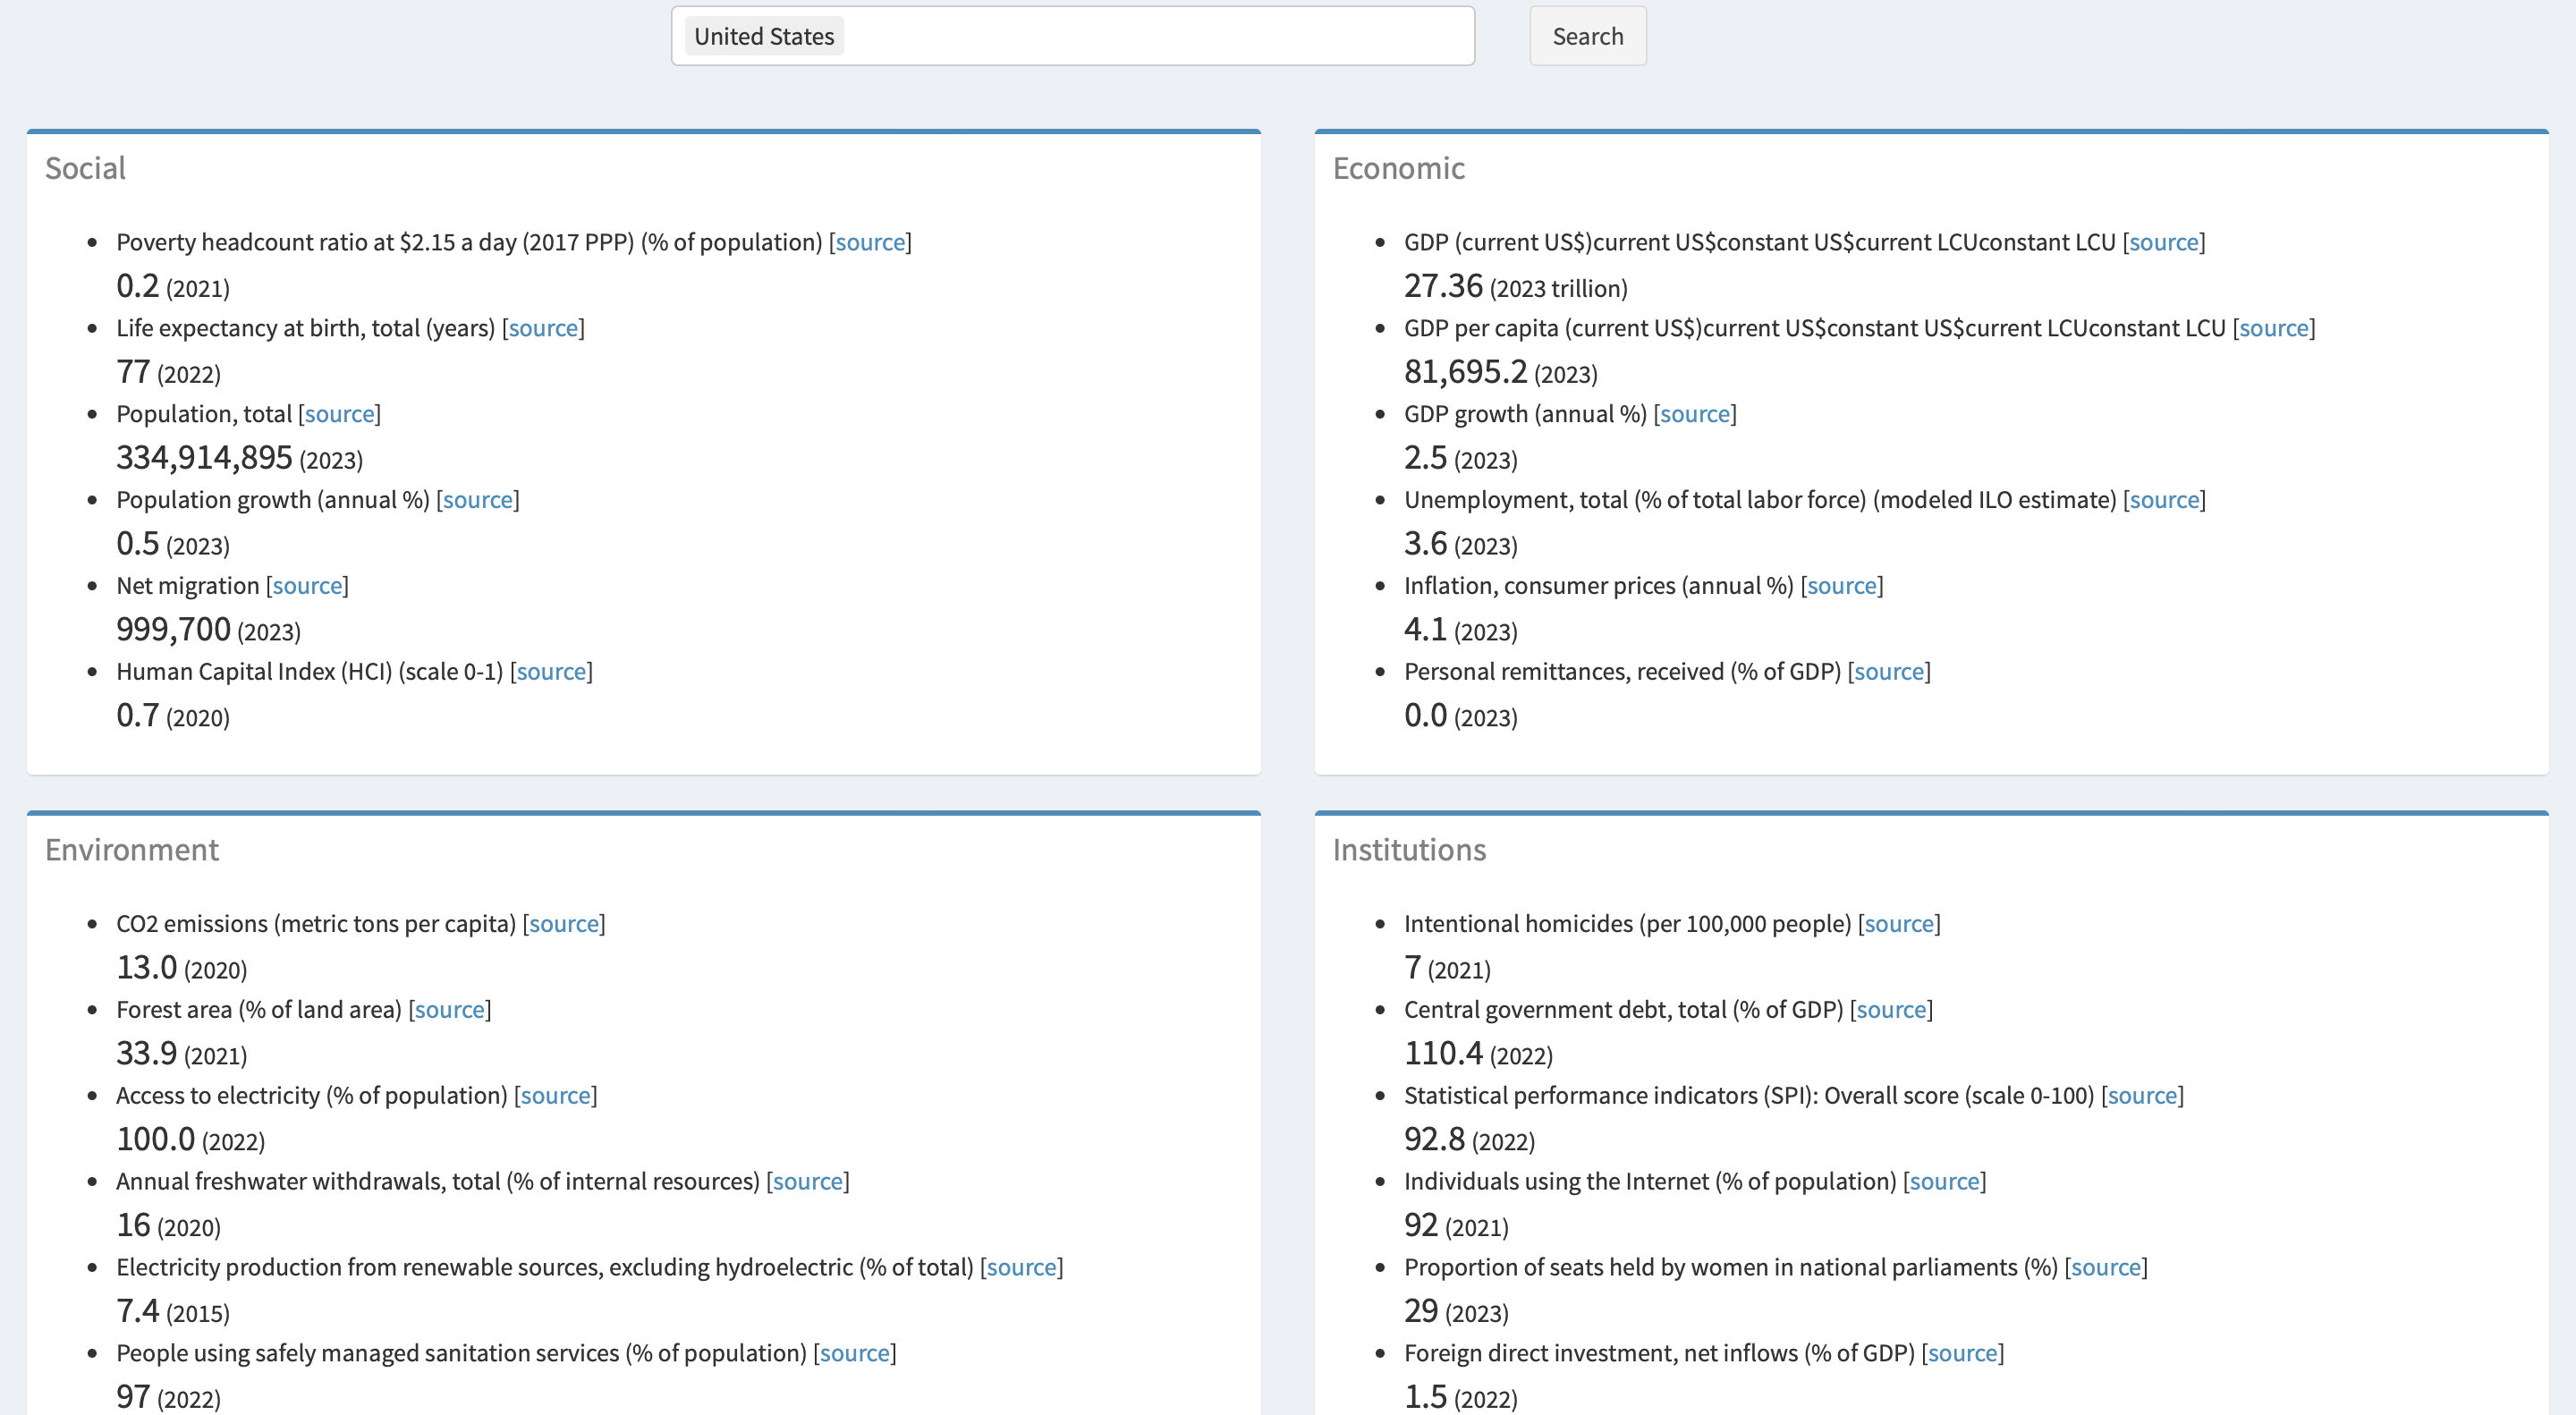 United States
Search
Social
Poverty headcount ratio at $2.15 a day (2017 PPP) (% of population) [source]
0.2 (2021)
Life expectancy at birth, total (years) [source]
77 (2022)
Population, total [source]
334,914,895 (2023)
Population growth (annual %) [source]
0.5 (2023)
Net migration [source]
999,700 (2023)
Human Capital Index (HCI) (scale 0-1) [source]
0.7 (2020)
Economic
GDP (current US$)current US$constant US$current LCUconstant LCU [source]
27.36 (2023 trillion)
GDP per capita (current US$)current US$constant US$current LCUconstant LCU [source]
81,695.2 (2023)
GDP growth (annual %) [source]
2.5 (2023)
Unemployment, total (% of total labor force) (modeled ILO estimate) [source]
3.6 (2023)
Inflation, consumer prices (annual %) [source]
4.1 (2023)
Personal remittances, received (% of GDP) [source]
0.0 (2023)
Environment
CO2 emissions (metric tons per capita) [source]
13.0 (2020)
Forest area (% of land area) [source]
33.9 (2021)
Access to electricity (% of population) [source]
100.0 (2022)
Annual freshwater withdrawals, total (% of internal resources) [source]
16 (2020)
Electricity production from renewable sources, excluding hydroelectric (% of total) [source]
7.4 (2015)
People using safely managed sanitation services (% of population) [source]
97 (2022)
Institutions
Intentional homicides (per 100,000 people) [source]
7 (2021)
Central government debt, total (% of GDP) [source]
110.4 (2022)
Statistical performance indicators (SPI): Overall score (scale 0-100) [source]
92.8 (2022)
Individuals using the Internet (% of population) [source]
92 (2021)
Proportion of seats held by women in national parliaments (%) [source]
29 (2023)
Foreign direct investment, net inflows (% of GDP) [source]
1.5 (2022)